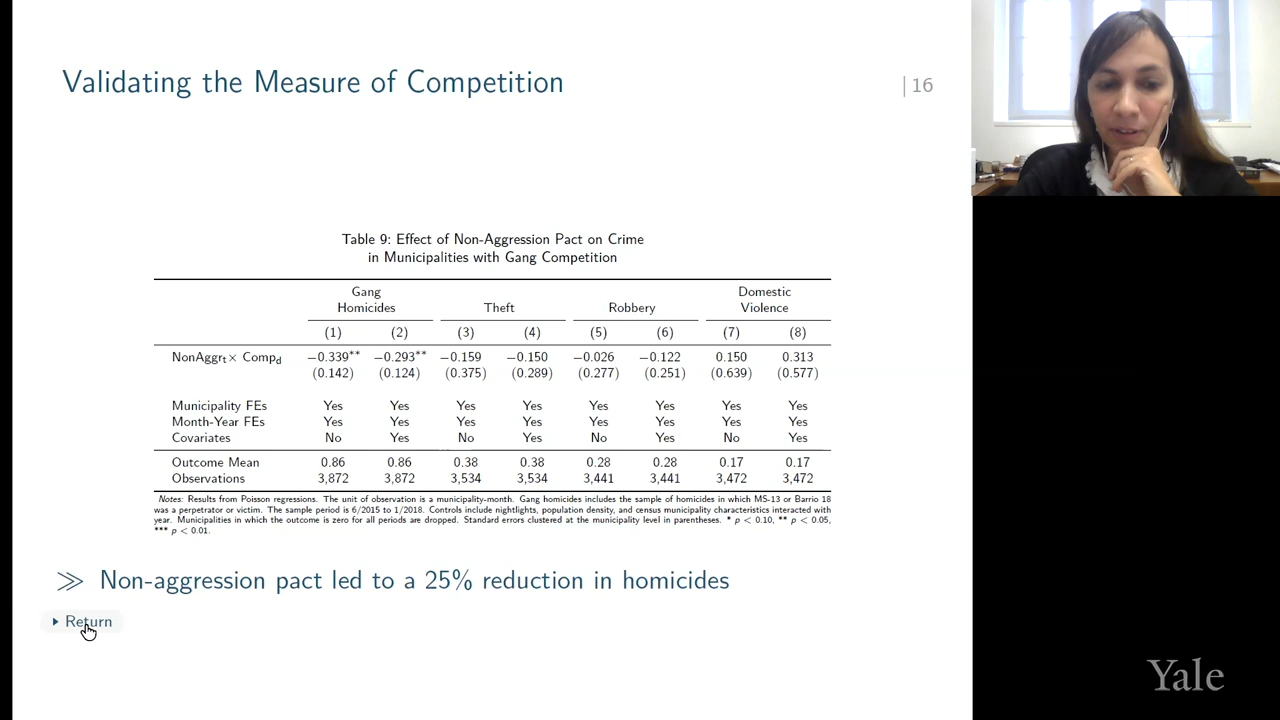 Validating the Measure of Competition
| 16
Table 9: Effect of Non-Aggression Pact on Crime
in Municipalities with Gang Competition
Gang Homicides Theft Robbery Domestic Violence
(1) (2) (3) (4) (5) (6) (7) (8)
NonAggrt× Compd −0.339** −0.293** −0.159 −0.150 −0.026 −0.122 0.150 0.313
(0.142) (0.124) (0.375) (0.289) (0.277) (0.251) (0.639) (0.577)
Municipality FEs Yes Yes Yes Yes Yes Yes Yes Yes
Month-Year FEs Yes Yes Yes Yes Yes Yes Yes Yes
Covariates No Yes No Yes No Yes No Yes
Outcome Mean 0.86 0.86 0.38 0.38 0.28 0.28 0.17 0.17
Observations 3,872 3,872 3,534 3,534 3,441 3,441 3,472 3,472
Notes: Results from Poisson regressions. The unit of observation is a municipality-month. Gang homicides includes the sample of homicides in which MS-13 or Barrio 18
was a perpetrator or victim. The sample period is 6/2015 to 1/2018. Controls include nightlights, population density, and census municipality characteristics interacted with
year. Municipalities in which the outcome is zero for all periods are dropped. Standard errors clustered at the municipality level in parentheses. * p < 0.10, ** p < 0.05,
*** p < 0.01.
≫ Non-aggression pact led to a 25% reduction in homicides
Return
Yale